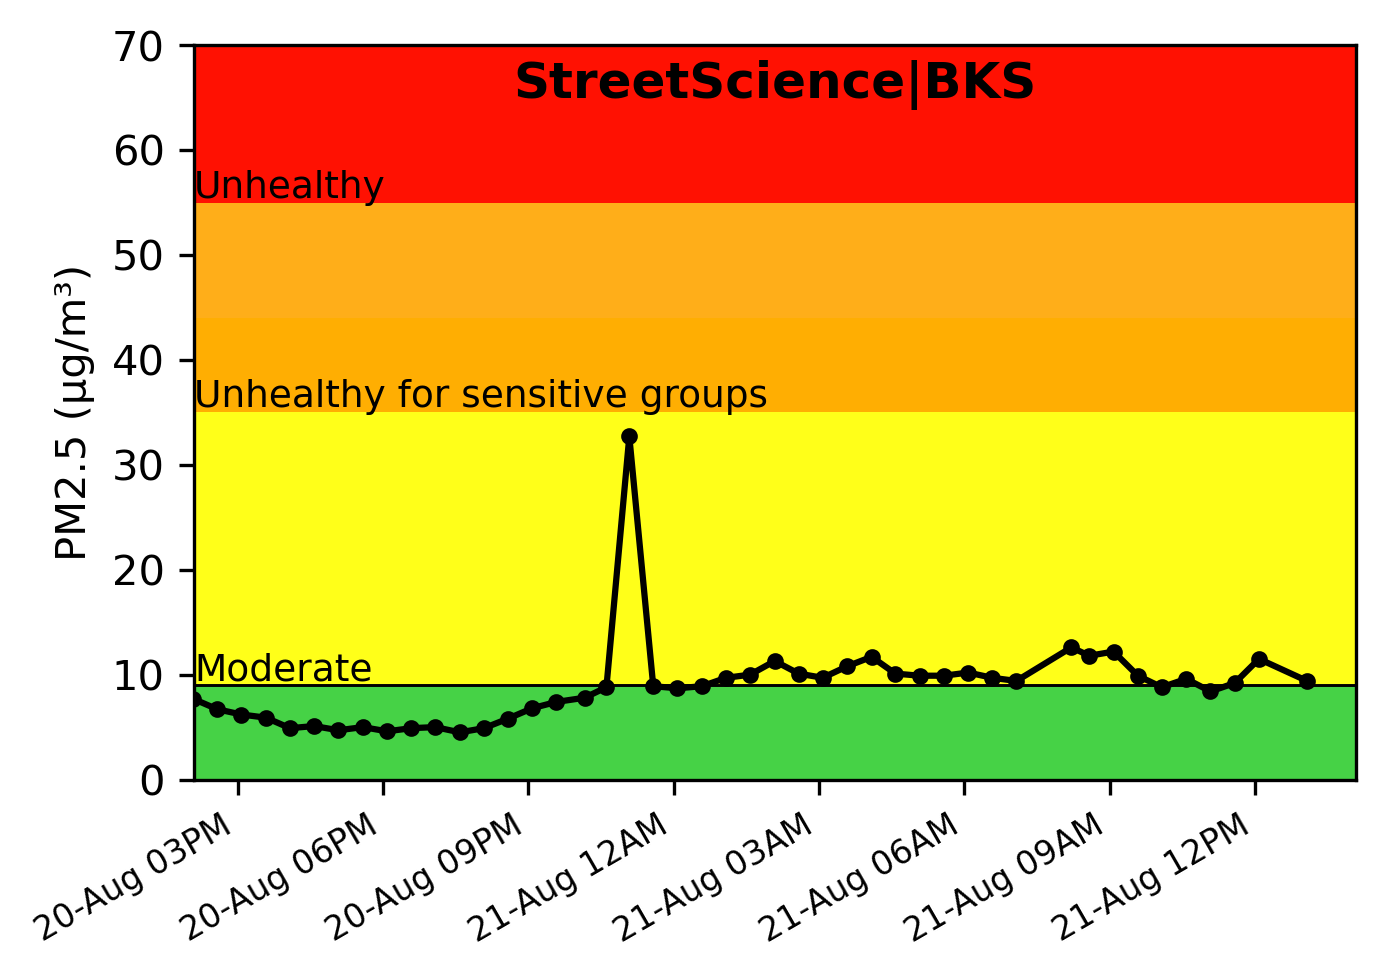 StreetScience|BKS
70
60
50
40
30
20
10
0
PM2.5 (µg/m³)
Unhealthy
Unhealthy for sensitive groups
Moderate
20-Aug 03PM
20-Aug 06PM
20-Aug 09PM
21-Aug 12AM
21-Aug 03AM
21-Aug 06AM
21-Aug 09AM
21-Aug 12PM